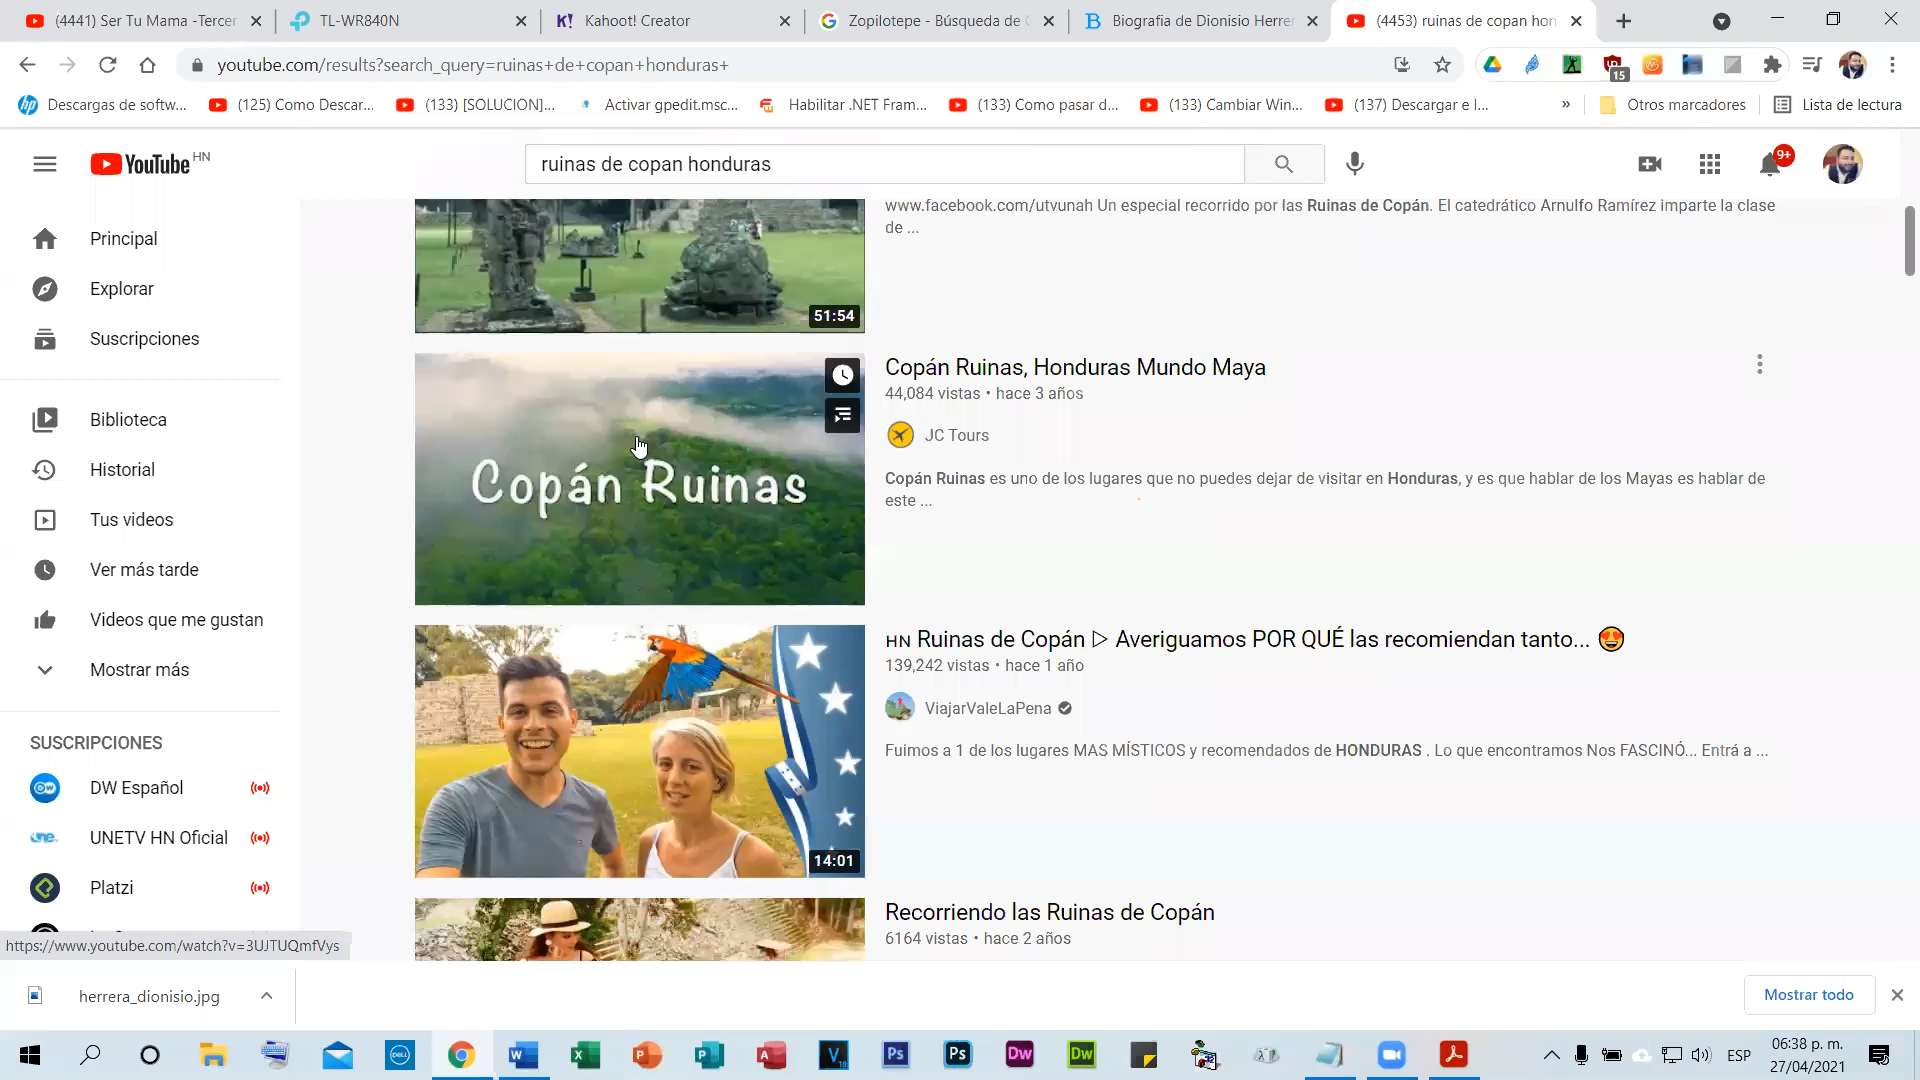 (4441) Ser Tu Mama -Tercer
TL-WR840N
Kahoot! Creator
Zopilotepe - Búsqueda de
Biografia de Dionisio Herrer
(4453) ruinas de copan hon
youtube.com/results?search_query=ruinas+de+copan+honduras+
15
Descargas de softw...
(125) Como Descar...
(133) [SOLUCION]...
Activar gpedit.msc...
Habilitar .NET Fram...
(133) Como pasar d...
(133) Cambiar Win...
(137) Descargar e I...
»
Otros marcadores
Lista de lectura
YouTube HN
ruinas de copan honduras
9+
Principal
Explorar
Suscripciones
Biblioteca
Historial
Tus videos
Ver más tarde
Videos que me gustan
Mostrar más
SUSCRIPCIONES
DW Español
UNETV HN Oficial
Platzi
https://www.youtube.com/watch?v=3UJTUQmfVys
www.facebook.com/utvunah Un especial recorrido por las Ruinas de Copán. El catedrático Arnulfo Ramírez imparte la clase
de ...
51:54
Copán Ruinas
Copán Ruinas, Honduras Mundo Maya
44,084 vistas • hace 3 años
JC Tours
Copán Ruinas es uno de los lugares que no puedes dejar de visitar en Honduras, y es que hablar de los Mayas es hablar de
este ...
14:01
HN Ruinas de Copán ▷ Averiguamos POR QUÉ las recomiendan tanto... 😍
139,242 vistas • hace 1 año
ViajarValeLaPena
Fuimos a 1 de los lugares MAS MÍSTICOS y recomendados de HONDURAS . Lo que encontramos Nos FASCINÓ... Entrá a ...
Recorriendo las Ruinas de Copán
6164 vistas • hace 2 años
herrera_dionisio.jpg
Mostrar todo
ESP
06:38 p. m.
27/04/2021